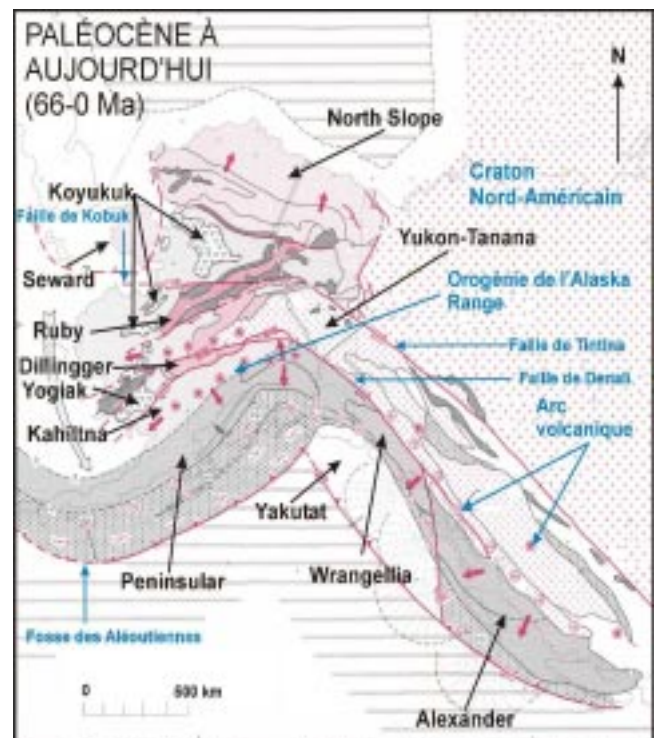 PALÉOCÈNE À
AUJOURD'HUI
(66-0 Ma)
N
North Slope
Craton
Nord-Américain
Koyukuk
Faille de Kobuk
Yukon-Tanana
Seward
Orogénie de l'Alaska
Range
Ruby
Faille de Tintina
Dillingger
Faille de Denali
Yogiak
Arc
volcanique
Kahiltna
Yakutat
Peninsular
Wrangellia
Fosse des Aléoutiennes
0 500 km
Alexander